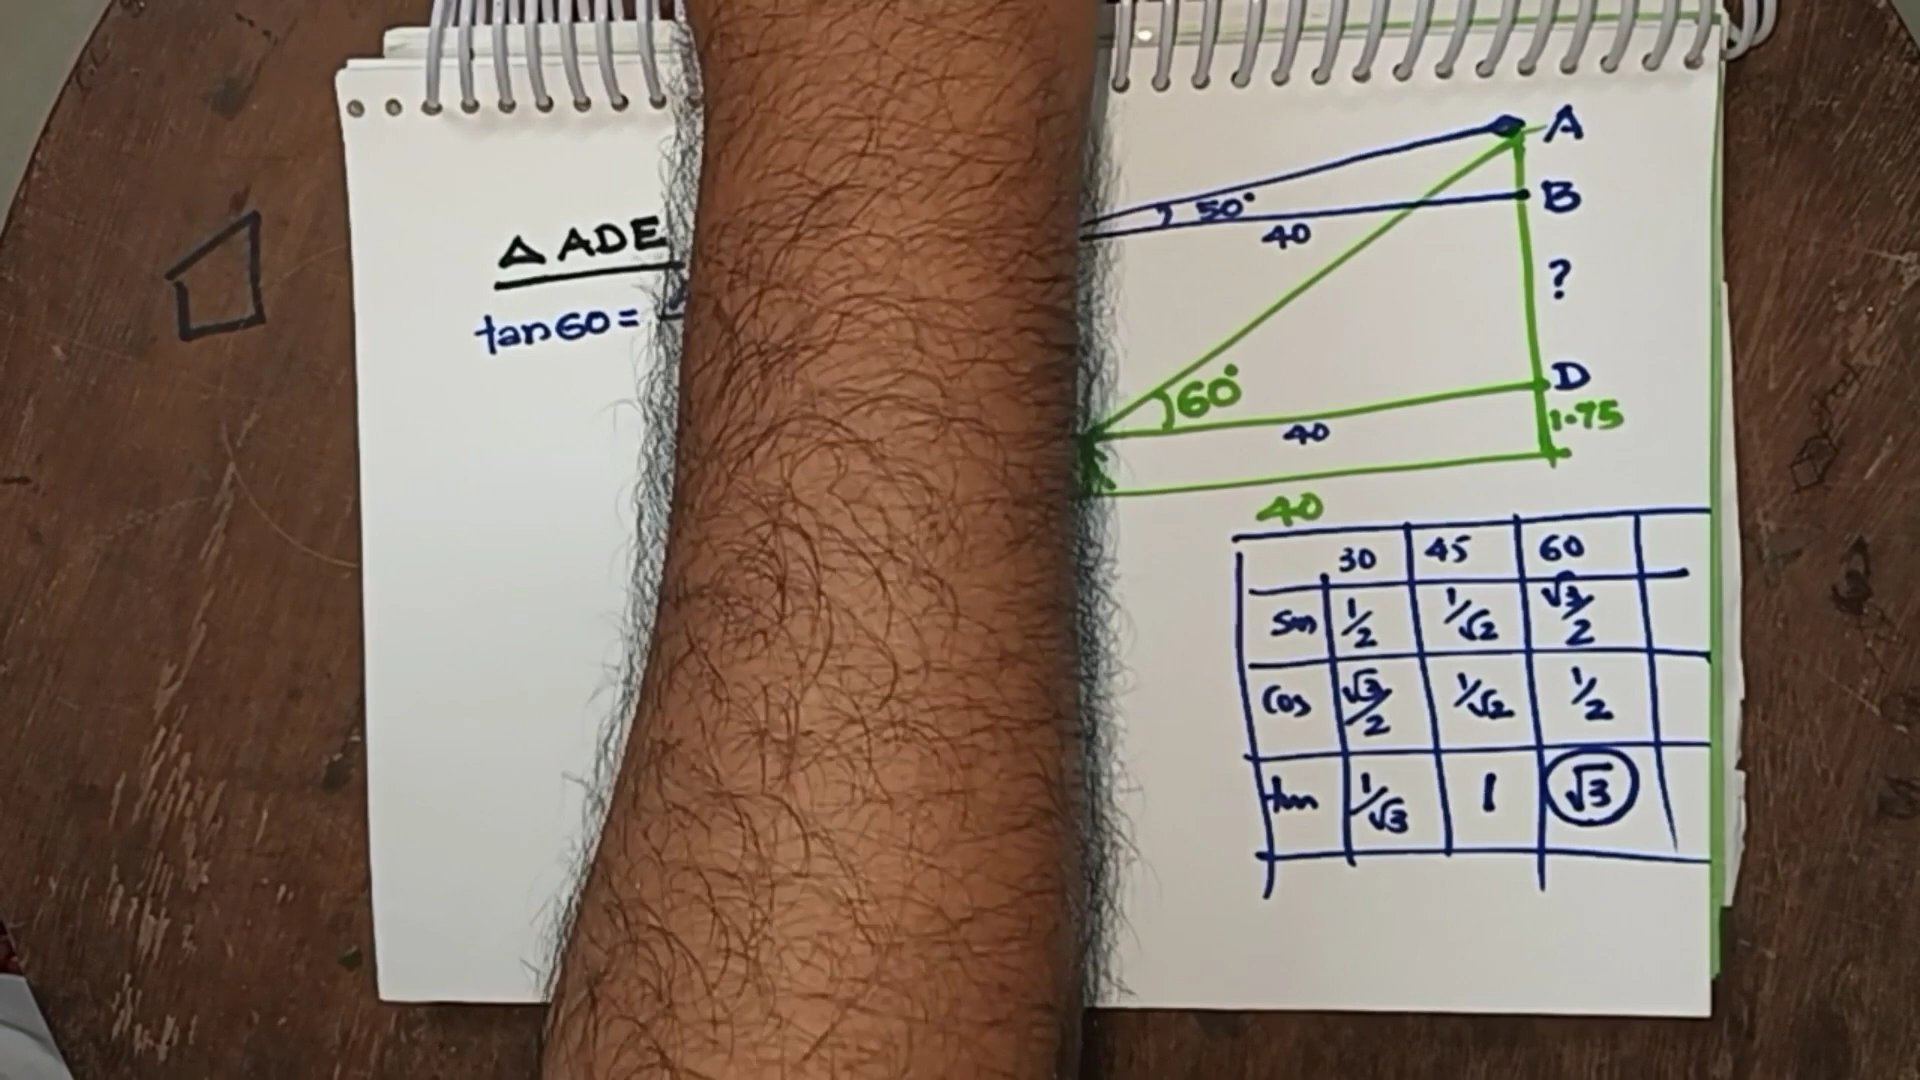 △ ADE
tan60 =
A
50°
B
40
?
60°
D
40
1.75
40
30 45 60
Sin 1/2 1/√2 √3/2
Cos √3/2 1/√2 1/2
tan 1/√3 1 √3